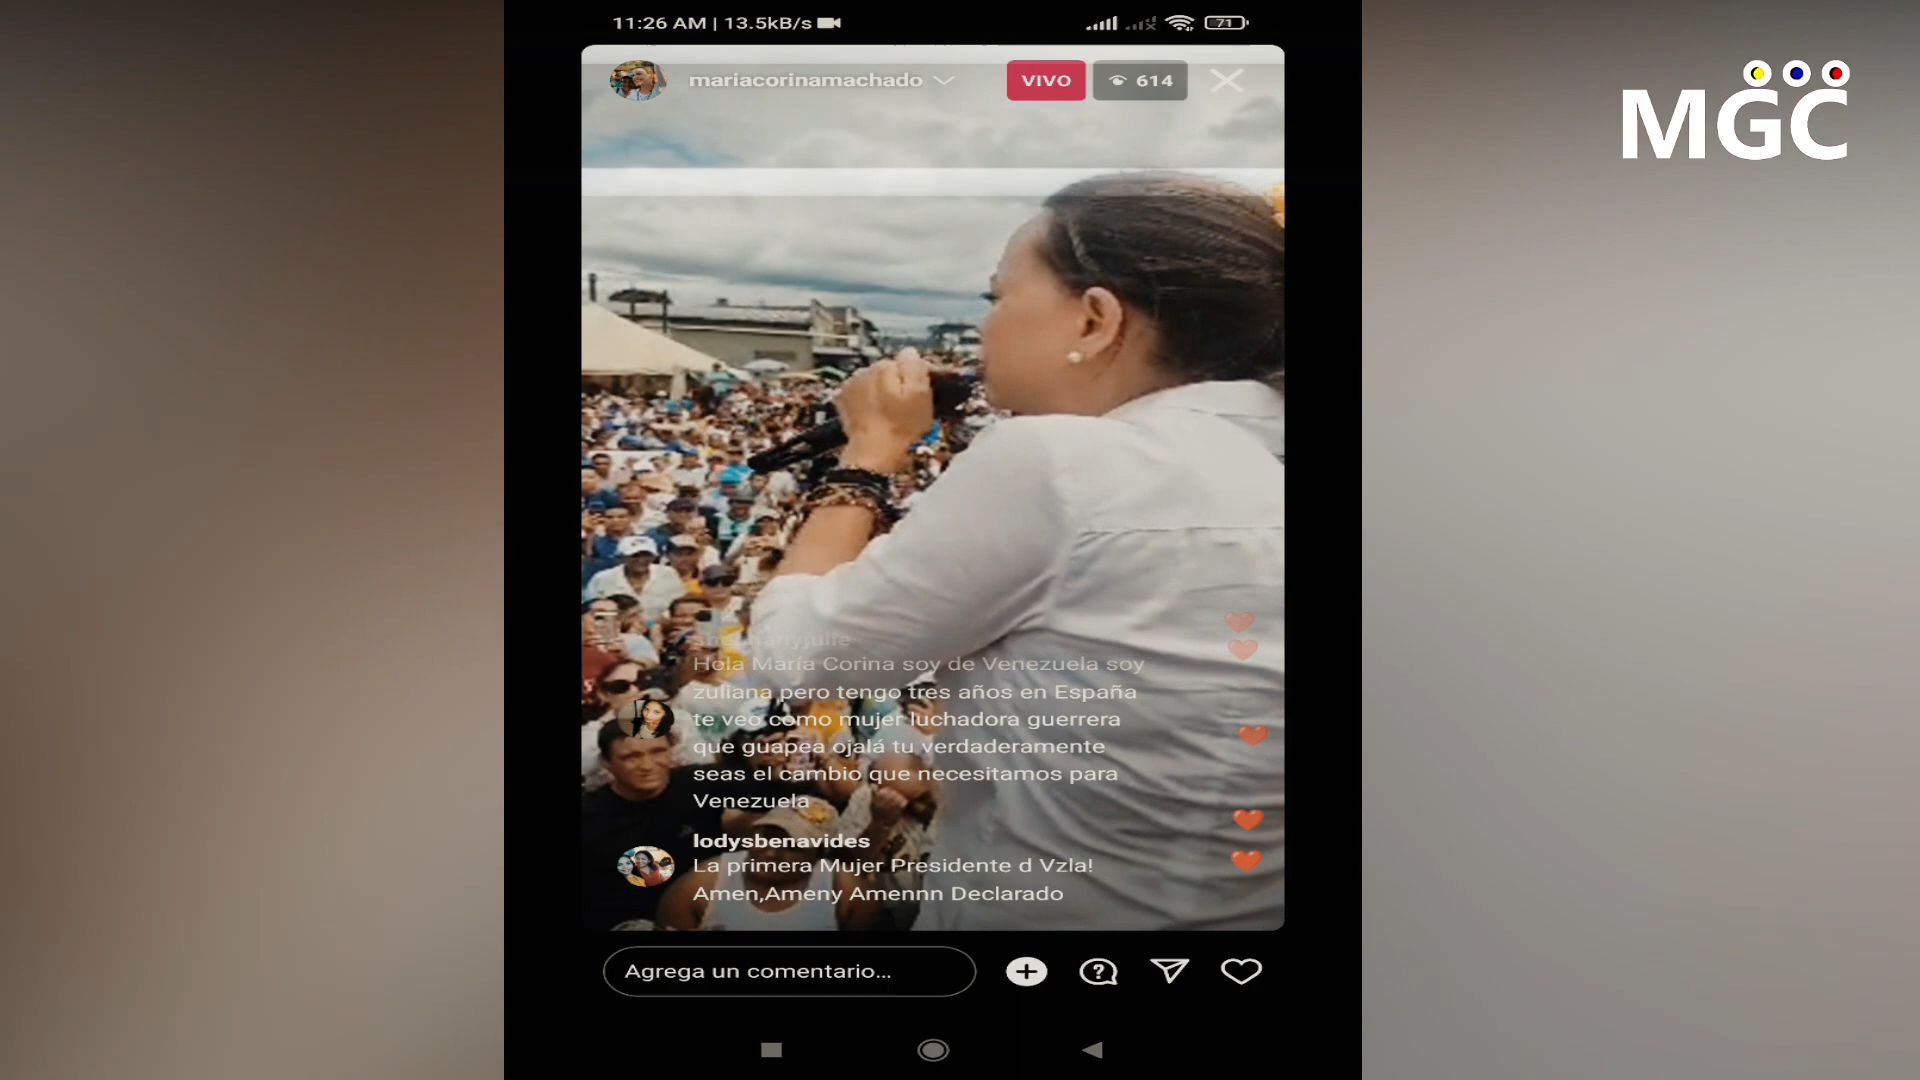 11:26 AM | 13.5kB/s
71
mariacorinamachado
VIVO
614
MGC
Hola María Corina soy de Venezuela soy
zuliana pero tengo tres años en España
te veo como mujer luchadora guerrera
que guapea ojalá tu verdaderamente
seas el cambio que necesitamos para
Venezuela
lodysbenavides
La primera Mujer Presidente d Vzla!
Amen,Ameny Amennn Declarado
Agrega un comentario...